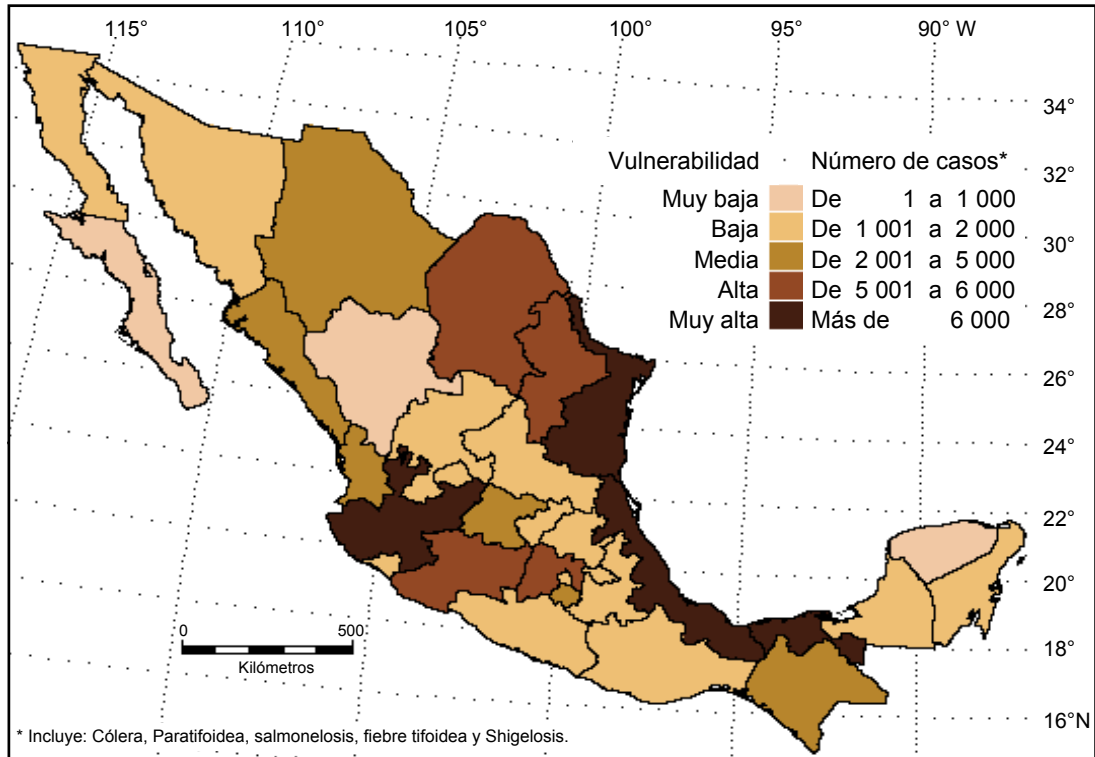 115° 110° 105° 100° 95° 90° W
34°
Vulnerabilidad Número de casos*
32°
Muy baja De 1 a 1 000
Baja De 1 001 a 2 000
30°
Media De 2 001 a 5 000
Alta De 5 001 a 6 000
28°
Muy alta Más de 6 000
26°
24°
22°
20°
0 500
18°
Kilómetros
16°N
* Incluye: Cólera, Paratifoidea, salmonelosis, fiebre tifoidea y Shigelosis.